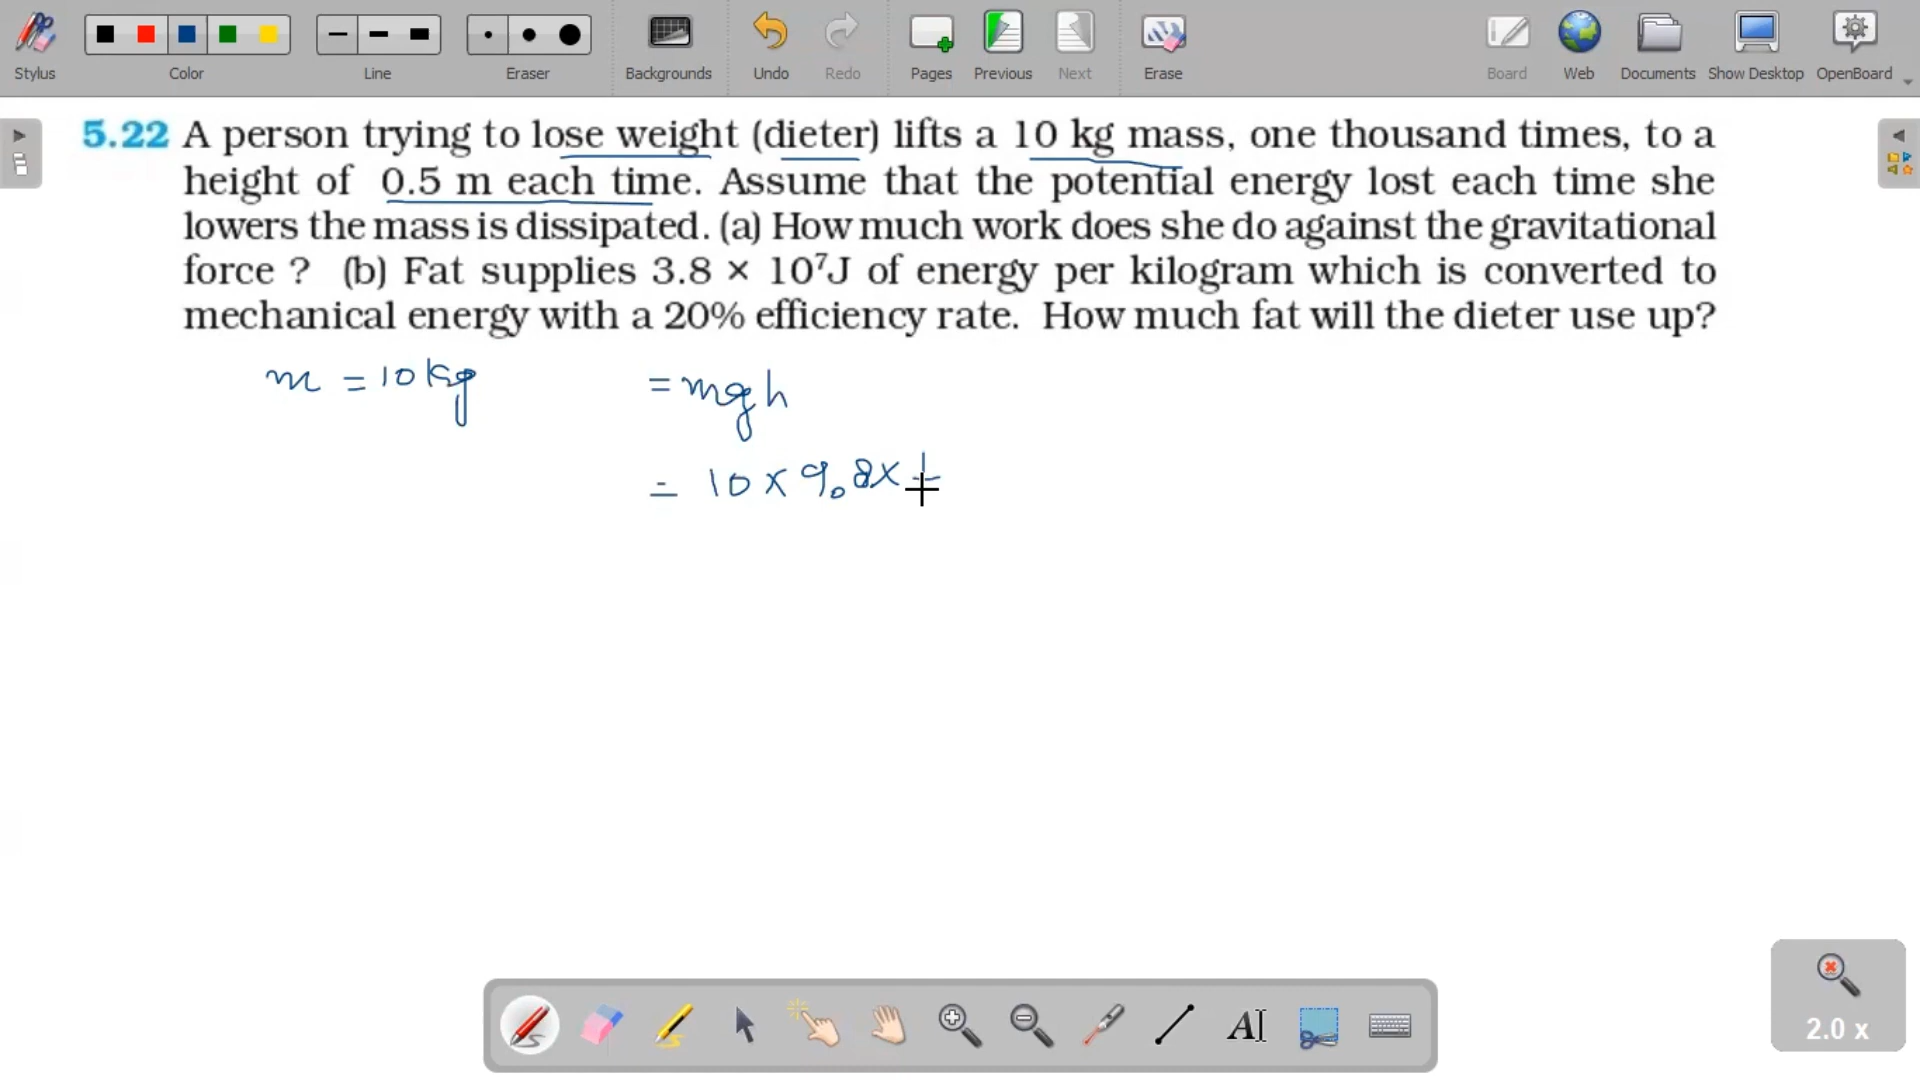 Stylus Color Line Eraser Backgrounds Undo Redo Pages Previous Next Erase Board Web Documents Show Desktop OpenBoard
5.22 A person trying to lose weight (dieter) lifts a 10 kg mass, one thousand times, to a
height of 0.5 m each time. Assume that the potential energy lost each time she
lowers the mass is dissipated. (a) How much work does she do against the gravitational
force ? (b) Fat supplies 3.8 × 10⁷J of energy per kilogram which is converted to
mechanical energy with a 20% efficiency rate. How much fat will the dieter use up?
m = 10 kg = mgh
= 10 x 9.8 x 1
AI
2.0 x